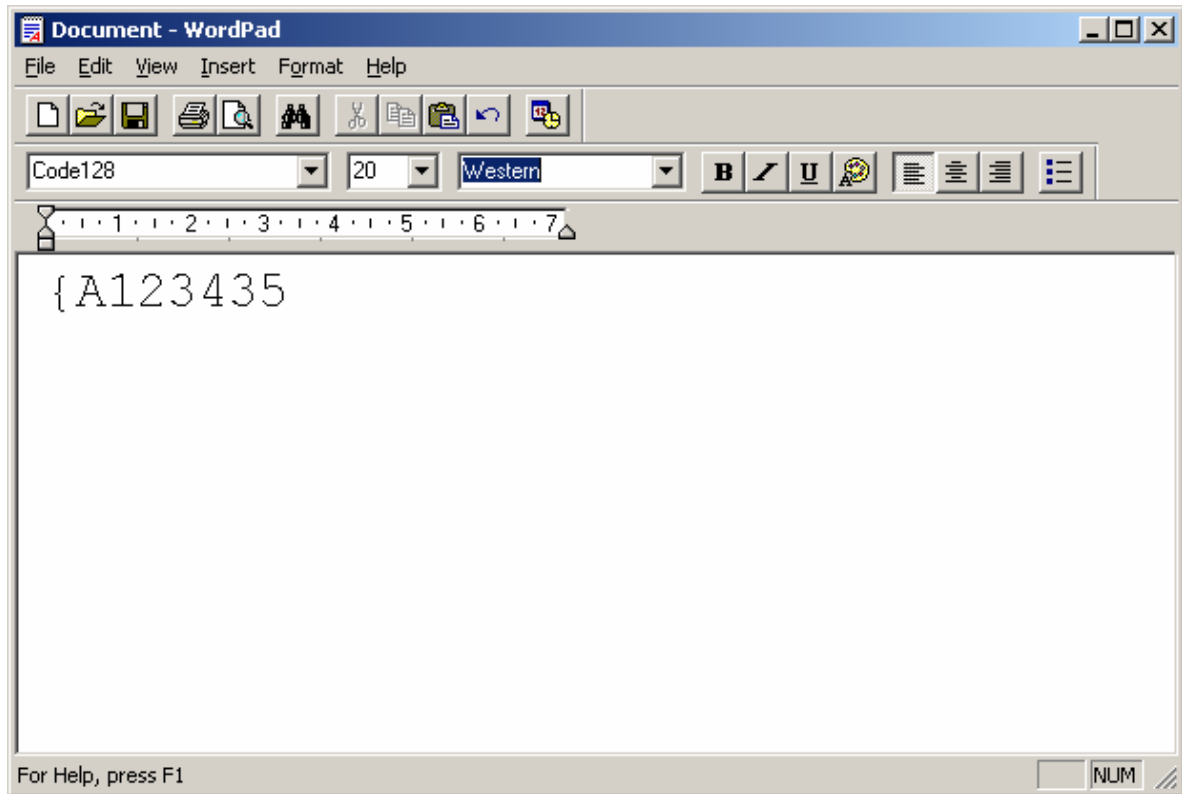 Document - WordPad
File Edit View Insert Format Help
Code128 20 Western B / U A
1 2 3 4 5 6 7
{A123435
For Help, press F1 NUM